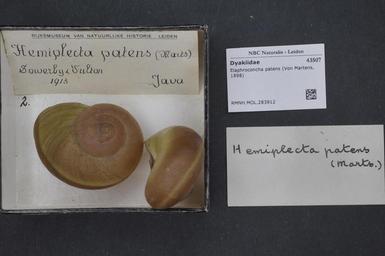 RIJKSMUSEUM VAN NATUURLIJKE HISTORIE LEIDEN
Hemiplecta patens (Marts)
Sowerby & Fulton
1915 Java
2.
NBC Naturalis - Leiden
Dyakiidae 43507
Elaphroconcha patens (Von Martens, 1898)
RMNH.MOL.283912
Hemiplecta patens
(Marts.)